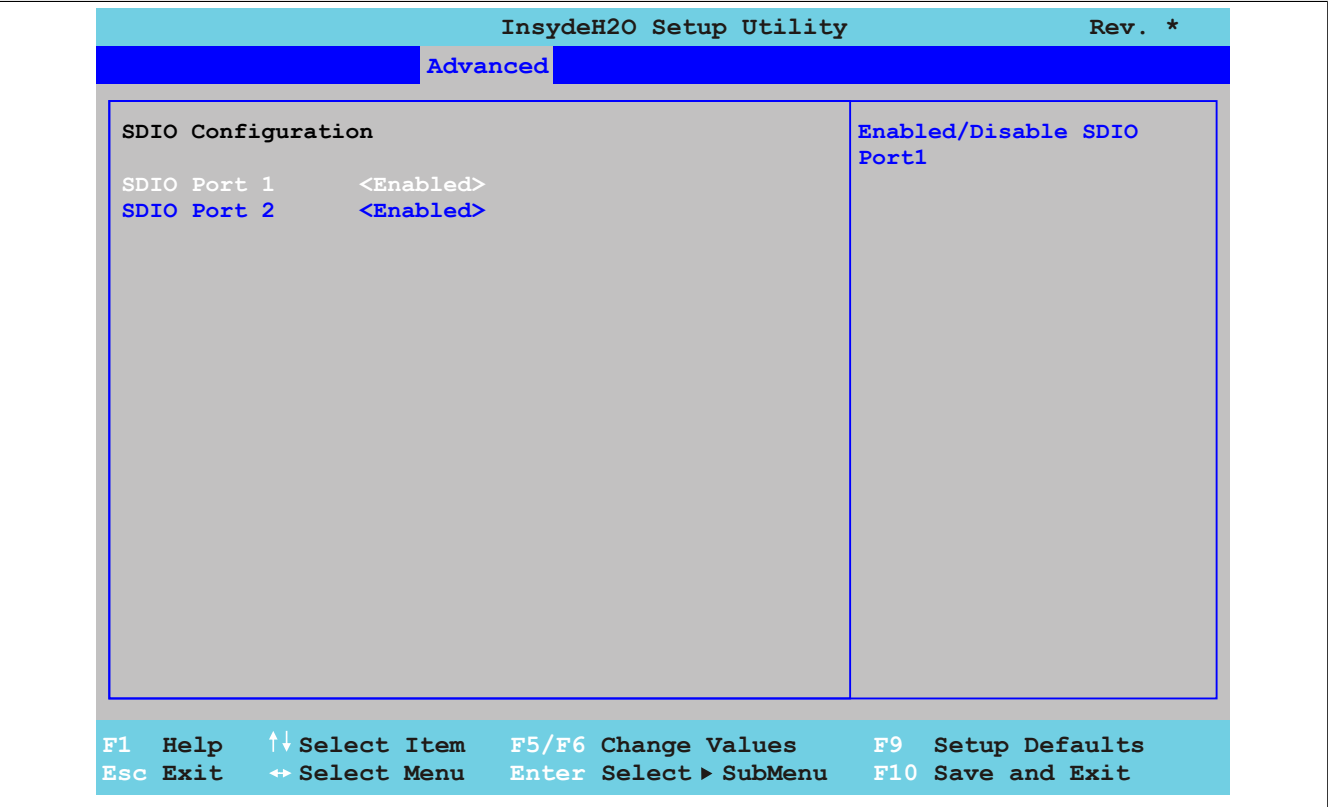 InsydeH2O Setup Utility Rev. *
Advanced
SDIO Configuration
Enabled/Disable SDIO
Port1
SDIO Port 1 <Enabled>
SDIO Port 2 <Enabled>
F1 Help ↑↓ Select Item F5/F6 Change Values F9 Setup Defaults
Esc Exit ↔ Select Menu Enter Select ▶ SubMenu F10 Save and Exit